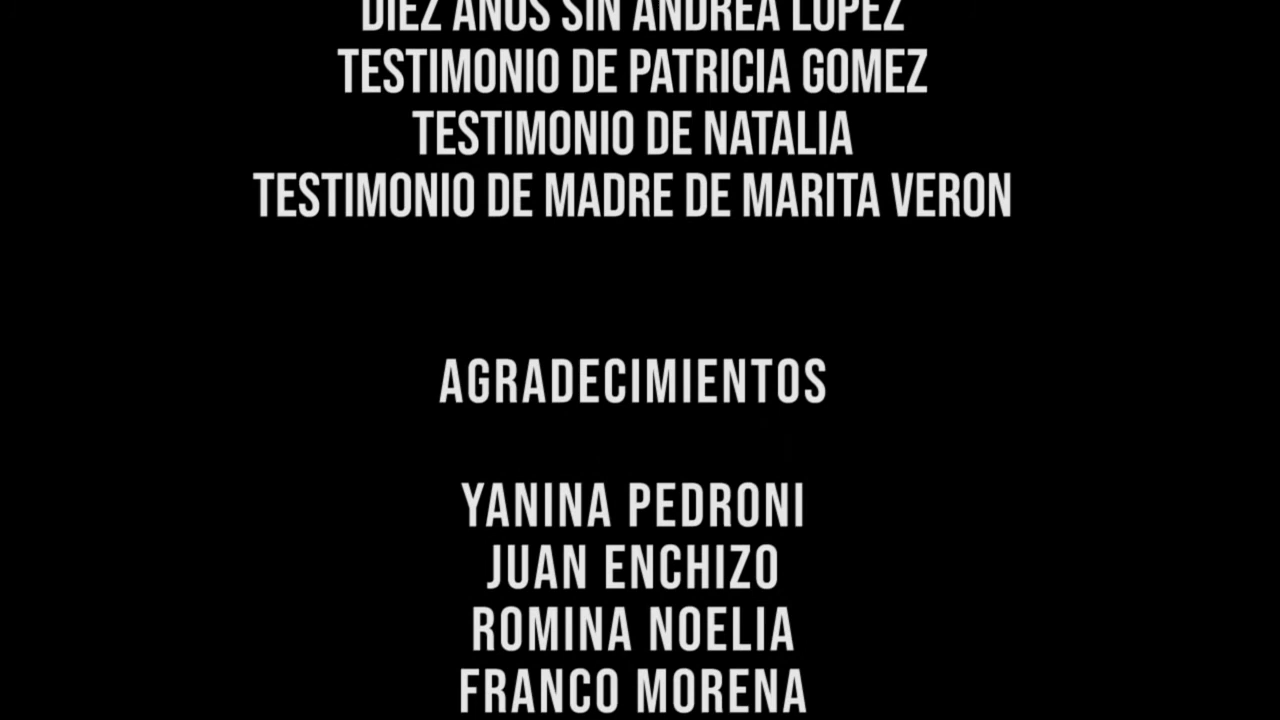 DIEZ AÑOS SIN ANDREA LOPEZ
TESTIMONIO DE PATRICIA GOMEZ
TESTIMONIO DE NATALIA
TESTIMONIO DE MADRE DE MARITA VERON
AGRADECIMIENTOS
YANINA PEDRONI
JUAN ENCHIZO
ROMINA NOELIA
FRANCO MORENA